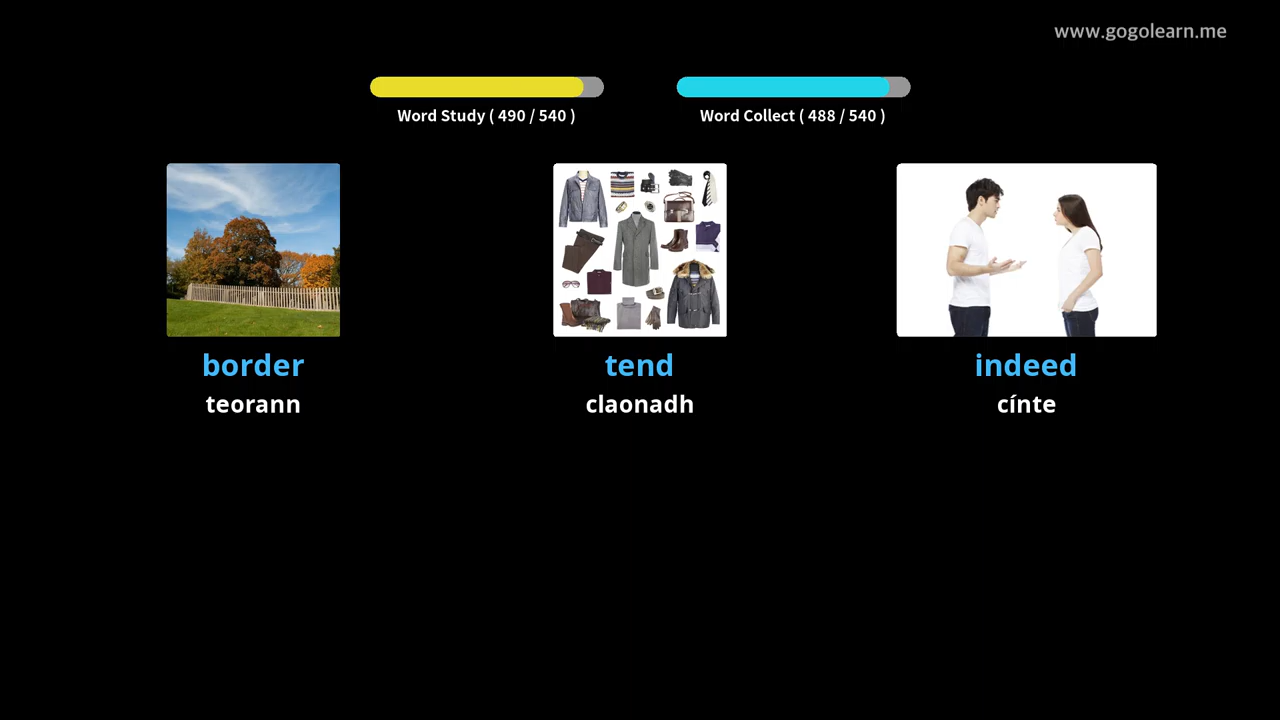 www.gogolearn.me
Word Study ( 490 / 540 )
Word Collect ( 488 / 540 )
border
teorann
tend
claonadh
indeed
cínte